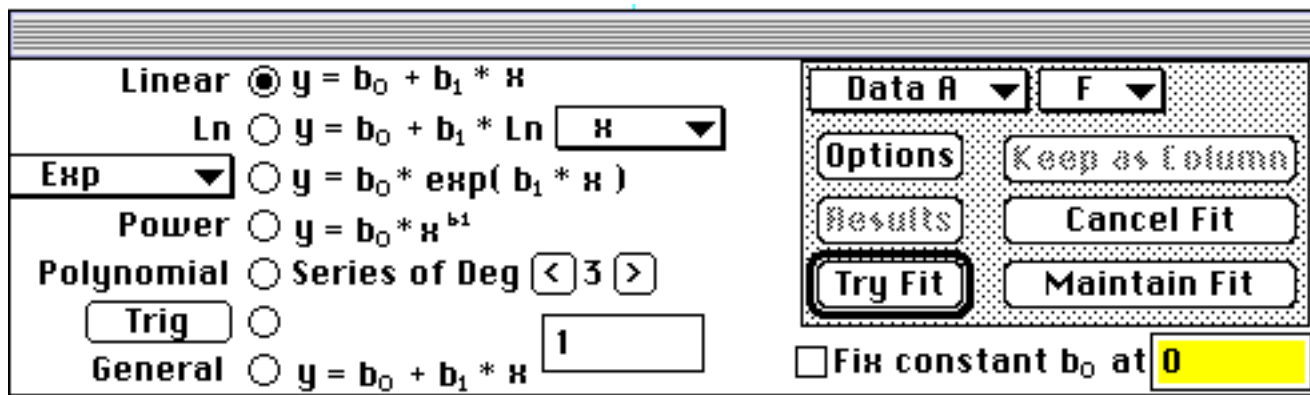 Linear y = b₀ + b₁ * x
Ln y = b₀ + b₁ * Ln x
Exp y = b₀ * exp( b₁ * x )
Power y = b₀ * x^b1
Polynomial Series of Deg < 3 >
Trig
1
General y = b₀ + b₁ * x
Data A F
Options Keep as Column
Results Cancel Fit
Try Fit Maintain Fit
Fix constant b₀ at 0